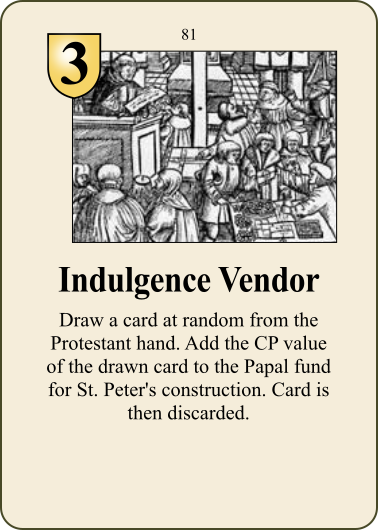 81
3
Indulgence Vendor
Draw a card at random from the
Protestant hand. Add the CP value
of the drawn card to the Papal fund
for St. Peter's construction. Card is
then discarded.